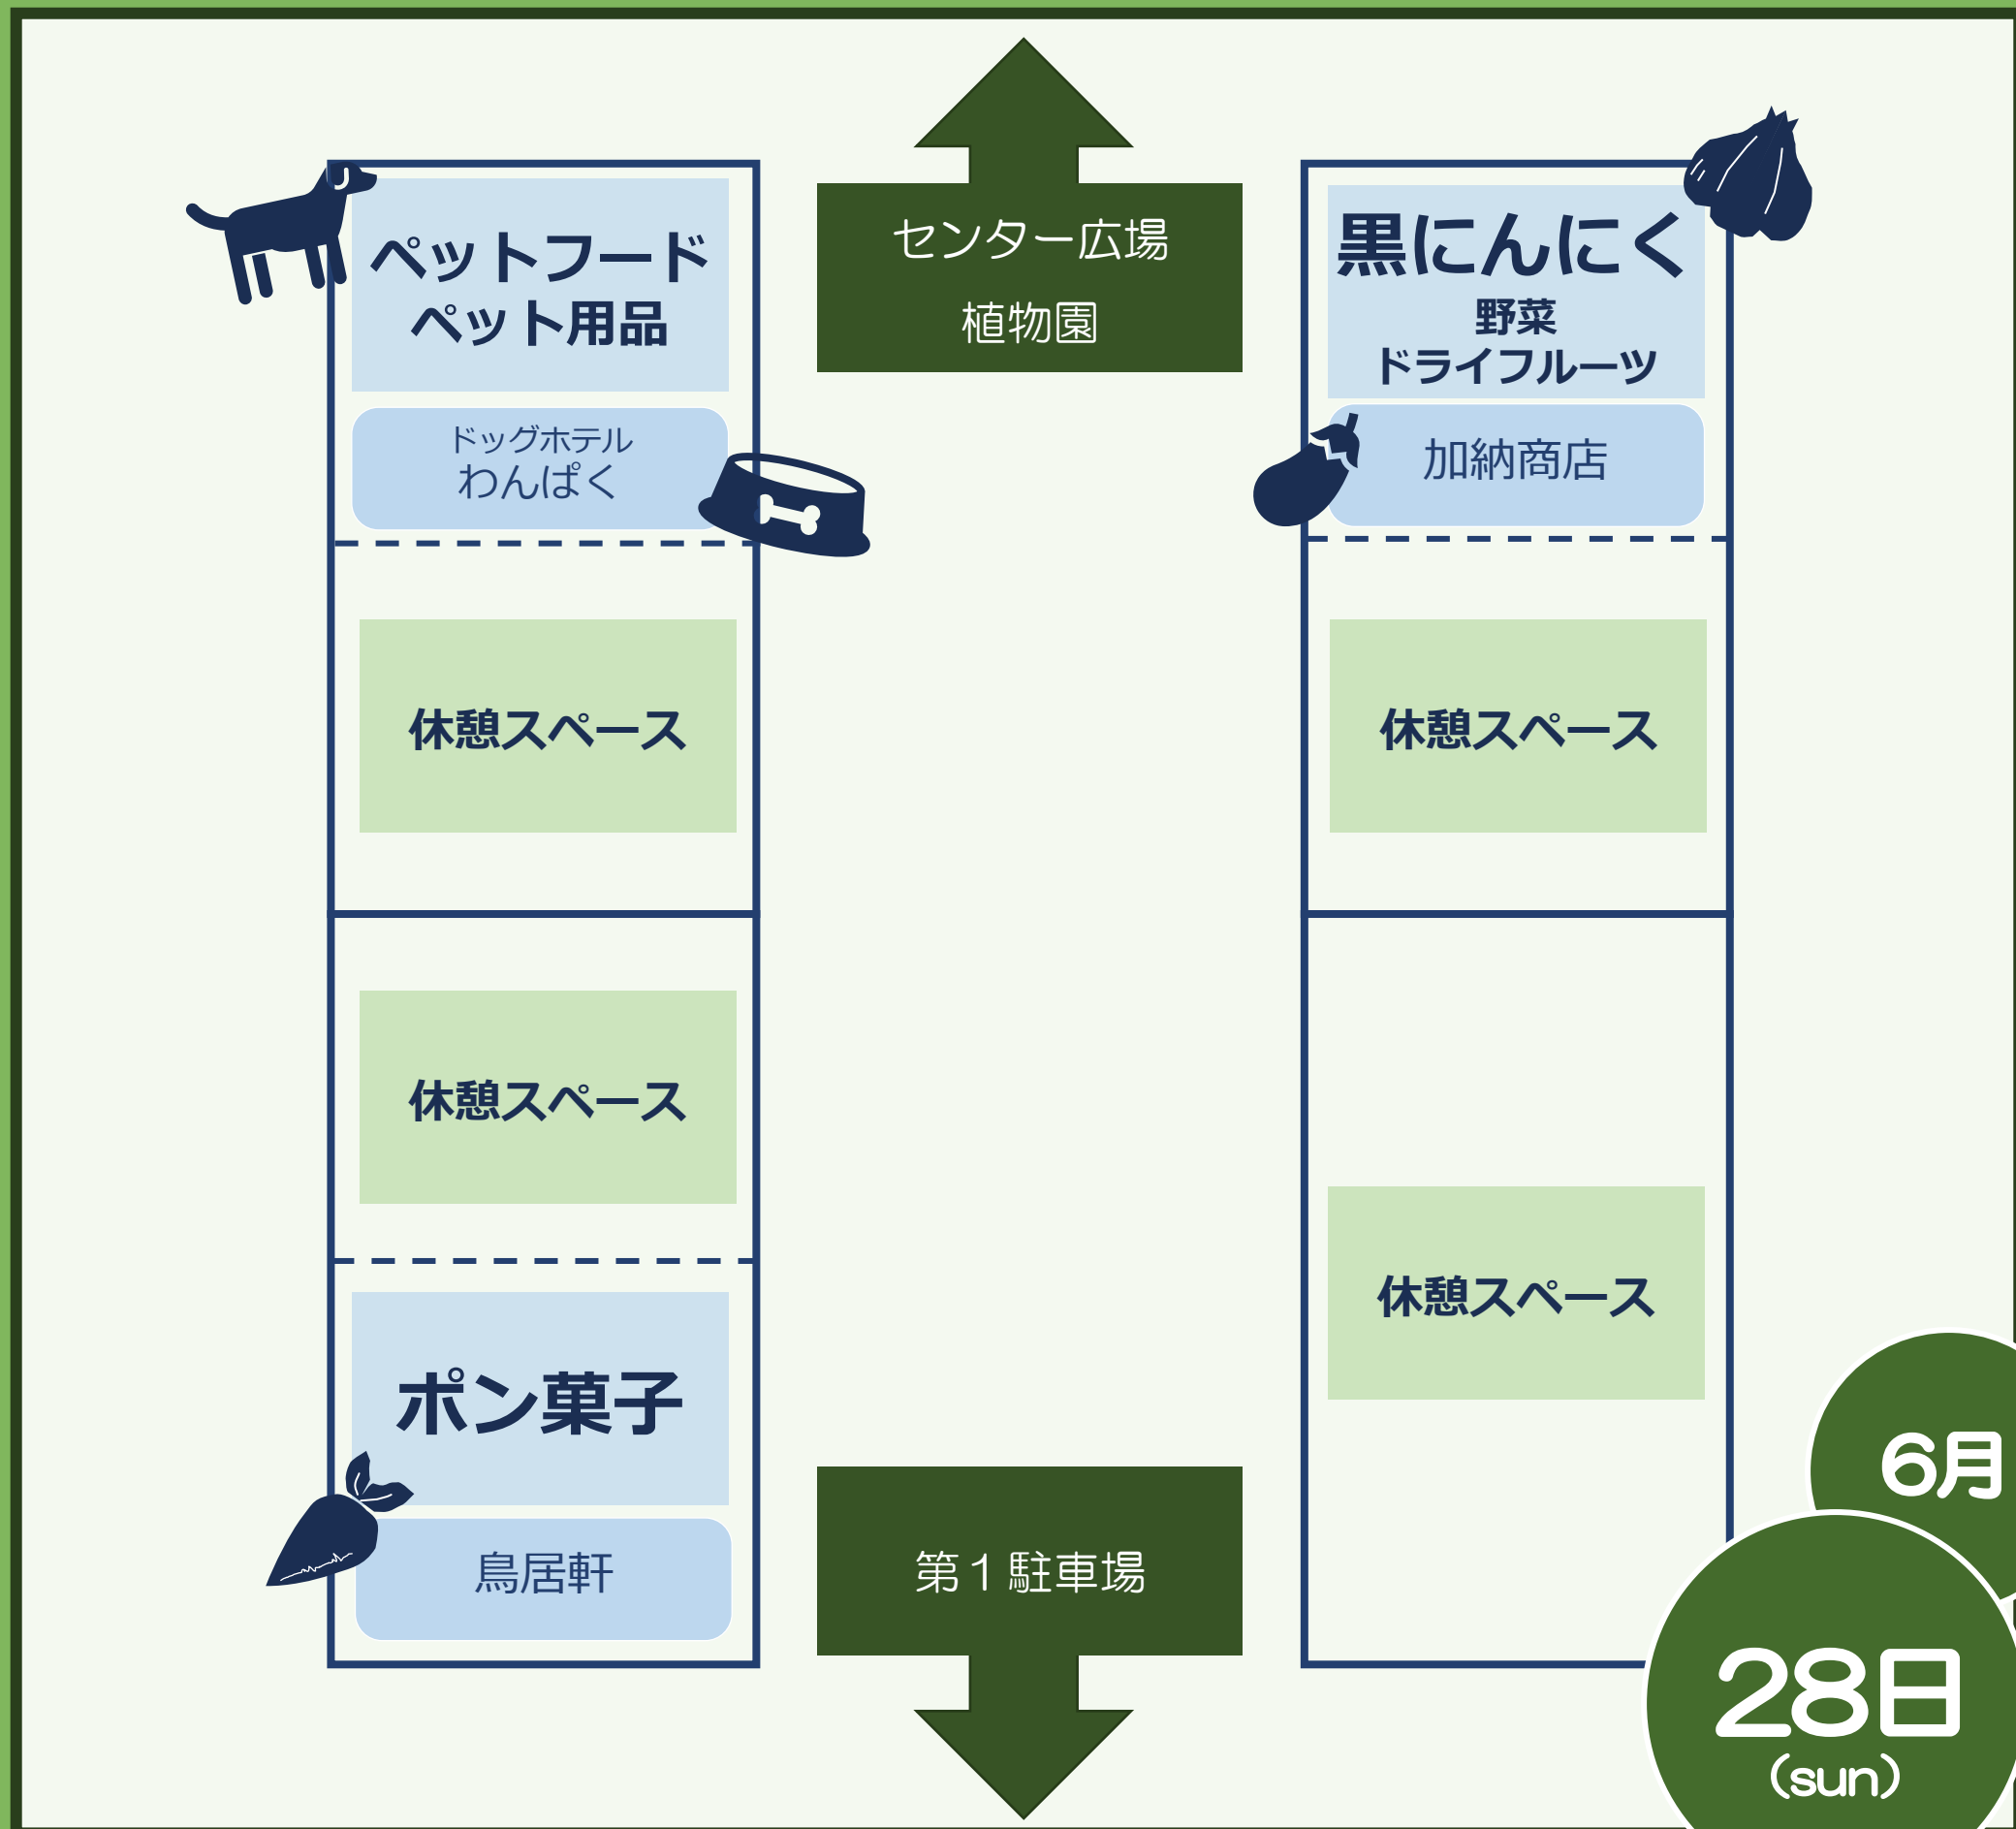 ペットフード
ペット用品
ドッグホテル
わんぱく
休憩スペース
休憩スペース
ポン菓子
鳥居軒
センター広場
植物園
第１駐車場
黒にんにく
野菜
ドライフルーツ
加納商店
休憩スペース
休憩スペース
6月
28日
(sun)